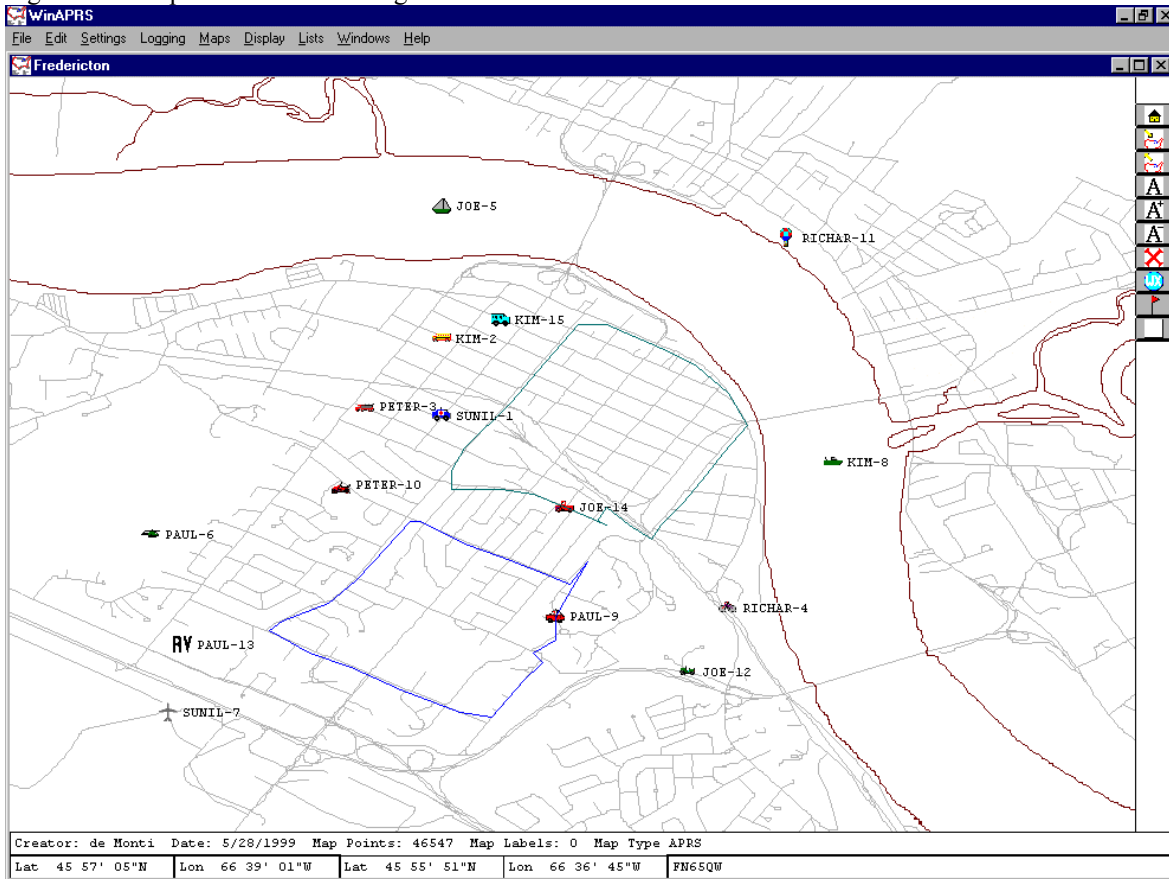 WinAPRS
File Edit Settings Logging Maps Display Lists Windows Help
Fredericton
JOE-5
RICHAR-11
KIM-15
KIM-2
PETER-3
SUNIL-1
KIM-8
PETER-10
JOE-14
PAUL-6
RICHAR-4
PAUL-9
RV PAUL-13
JOE-12
SUNIL-7
A
A+
A-
Creator: de Monti Date: 5/28/1999 Map Points: 46547 Map Labels: 0 Map Type APRS
Lat 45 57' 05"N Lon 66 39' 01"W Lat 45 55' 51"N Lon 66 36' 45"W FN65QW